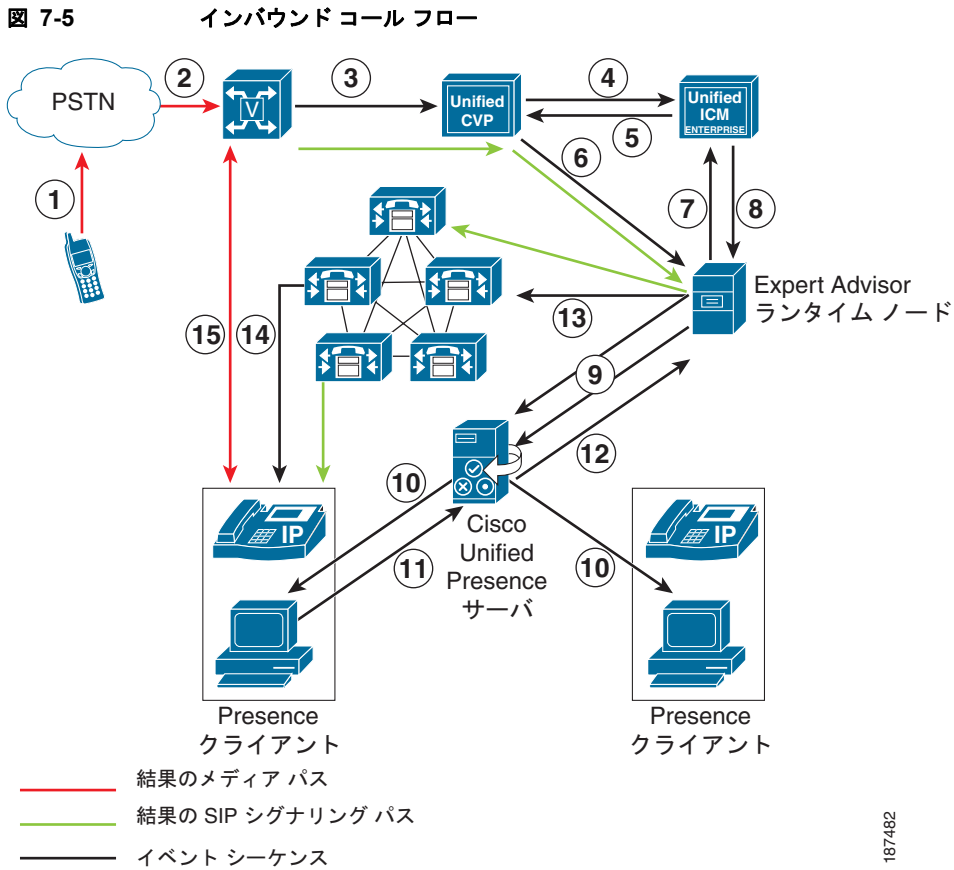 図 7-5 インバウンド コール フロー
PSTN
2
V
3
Unified
CVP
4
5
Unified
ICM
ENTERPRISE
1
6
7
8
Expert Advisor
ランタイム ノード
13
15
14
9
12
10
11
10
IP
Cisco
Unified
Presence
サーバ
IP
Presence
クライアント
Presence
クライアント
結果のメディア パス
結果の SIP シグナリング パス
イベント シーケンス
187482